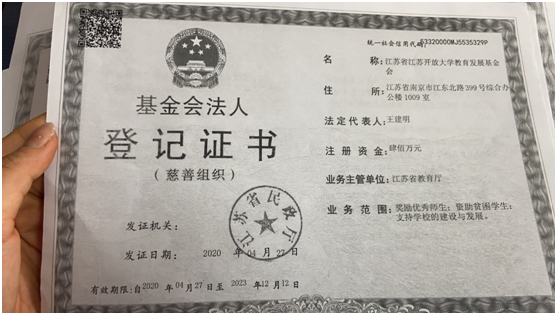 统一社会信用代码 53320000MJ5535329P
基金会法人
登记证书
(慈善组织)
发证机关:
发证日期: 2020 年 04 月 27 日
有效期限:自2020 年 04 月 27 日至 2023 年 12 月 12 日
江苏省民政厅
名 称:江苏省江苏开放大学教育发展基金
会
住 所:江苏省南京市江东北路399号综合办
公楼1009室
法定代表人:王建明
注 册 资 金:肆佰万元
业务主管单位:江苏省教育厅
业 务 范 围:奖励优秀师生;资助贫困学生;
支持学校的建设与发展。